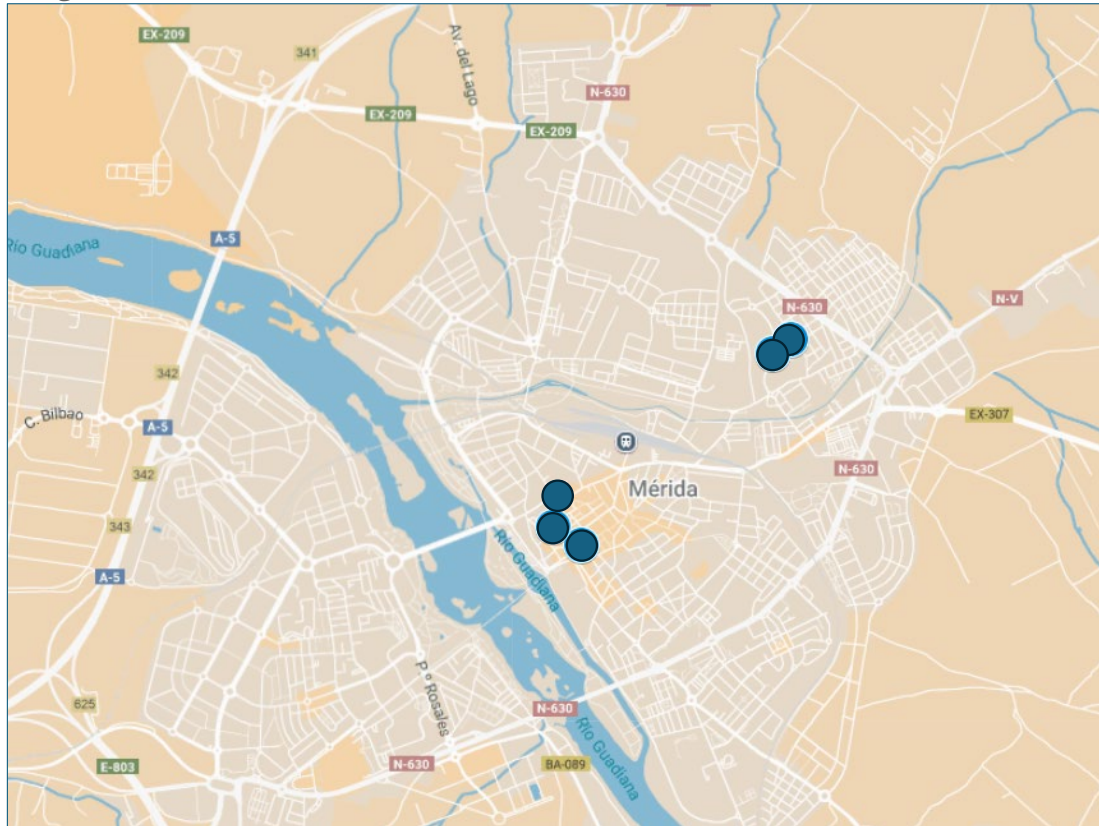 EX-209
341
Av. del Lago
N-630
EX-209
EX-209
A-5
Río Guadiana
N-630
N-V
342
C. Bilbao
A-5
EX-307
342
N-630
Mérida
343
A-5
Río Guadiana
P.º Rosales
625
N-630
Río Guadiana
E-803
N-630
BA-089